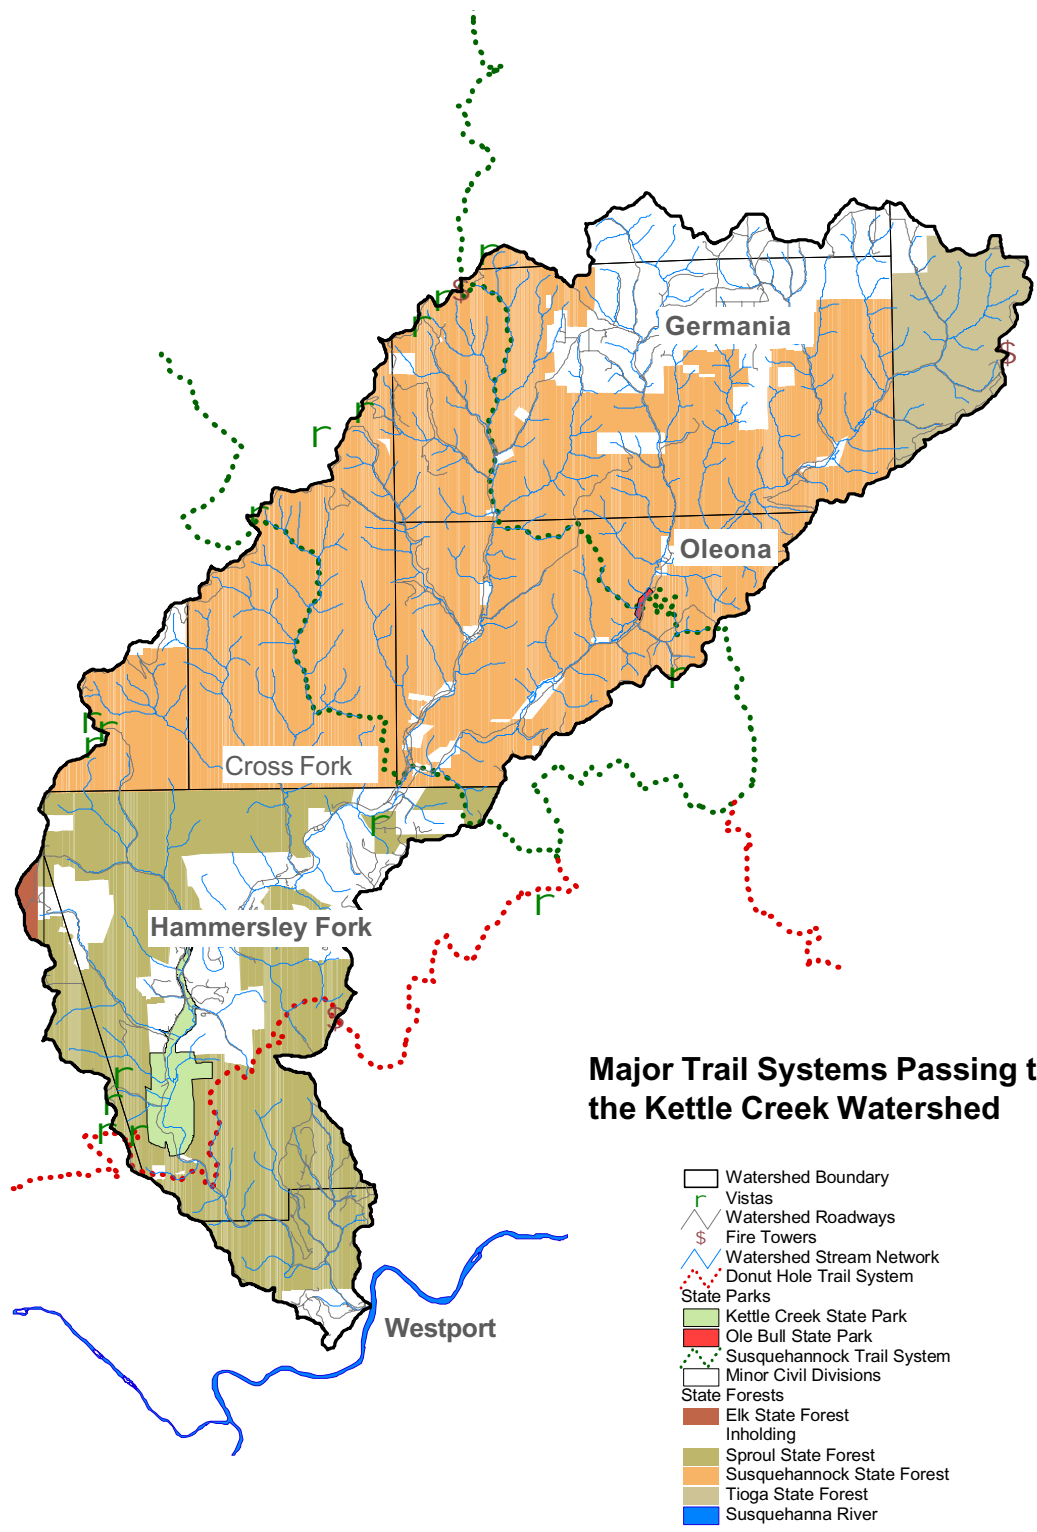 Germania
Oleona
Cross Fork
Hammersley Fork
Major Trail Systems Passing t
the Kettle Creek Watershed
Westport
Watershed Boundary
r Vistas
Watershed Roadways
$ Fire Towers
Watershed Stream Network
Donut Hole Trail System
State Parks
Kettle Creek State Park
Ole Bull State Park
Susquehannock Trail System
Minor Civil Divisions
State Forests
Elk State Forest
Inholding
Sproul State Forest
Susquehannock State Forest
Tioga State Forest
Susquehanna River